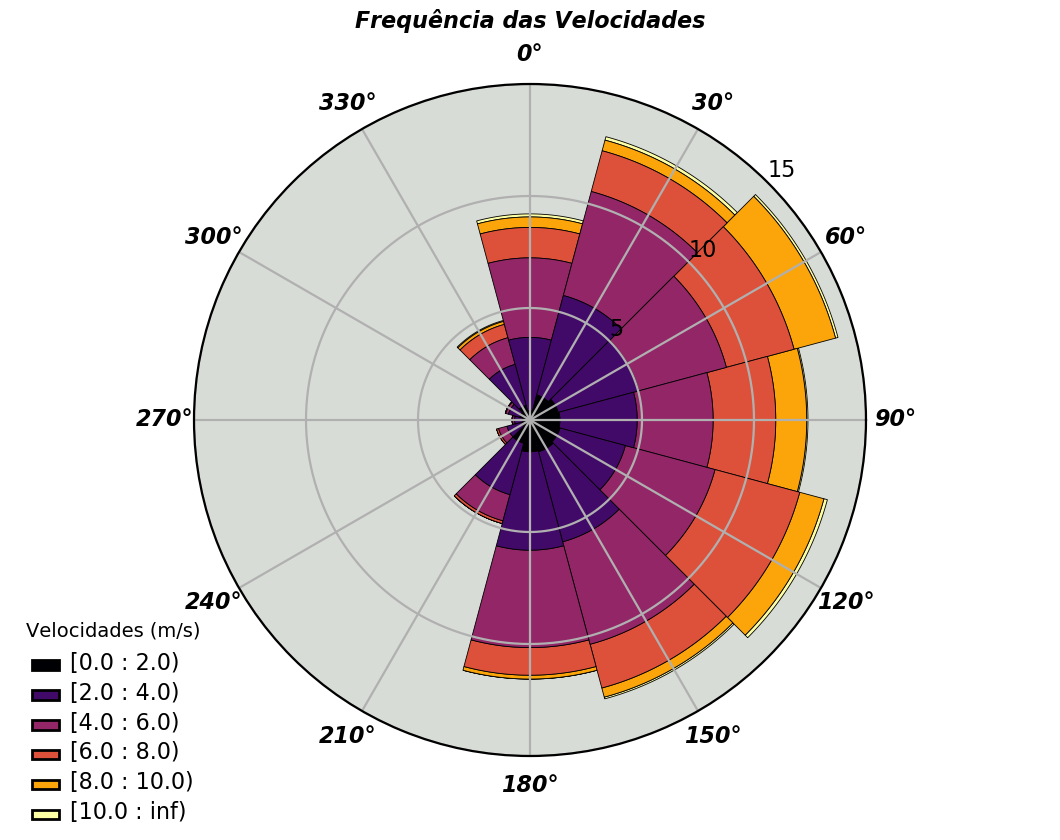 Frequência das Velocidades
0°
330°
30°
15
300°
60°
10
5
270°
90°
240°
120°
210°
150°
180°
Velocidades (m/s)
[0.0 : 2.0)
[2.0 : 4.0)
[4.0 : 6.0)
[6.0 : 8.0)
[8.0 : 10.0)
[10.0 : inf)